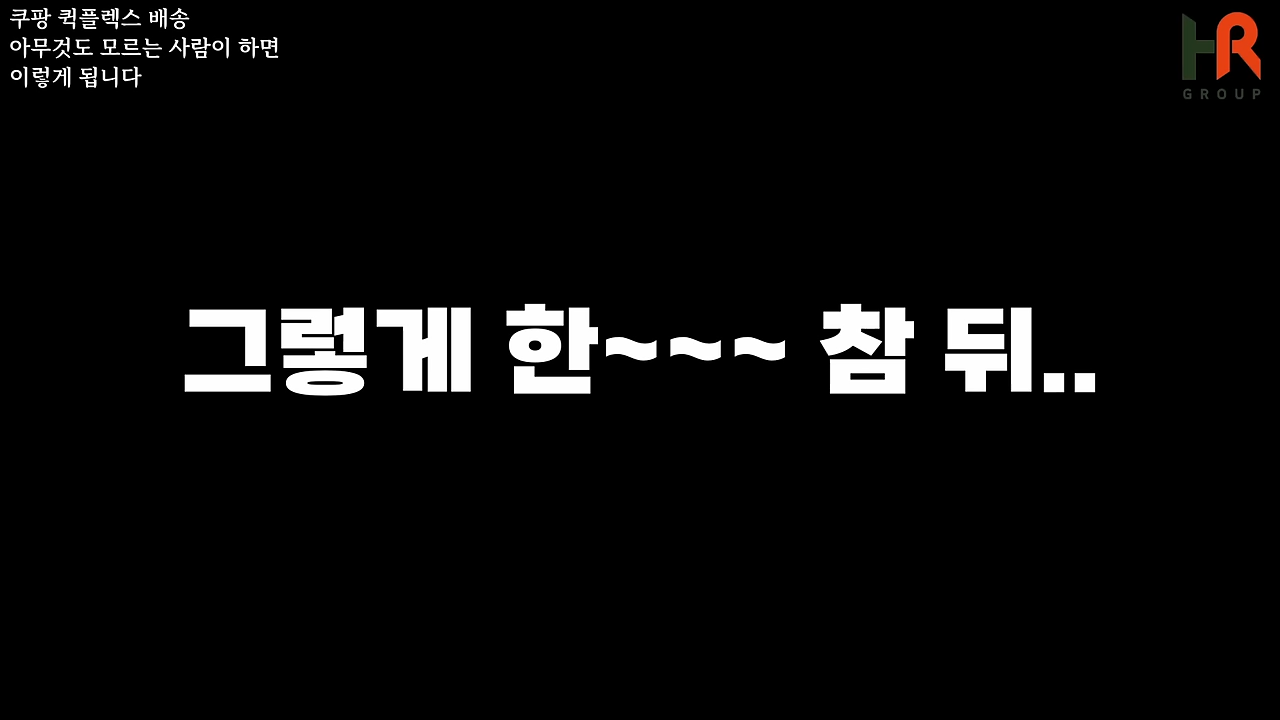 쿠팡 퀵플렉스 배송
아무것도 모르는 사람이 하면
이렇게 됩니다
HR
GROUP
그렇게 한~~~ 참 뒤..